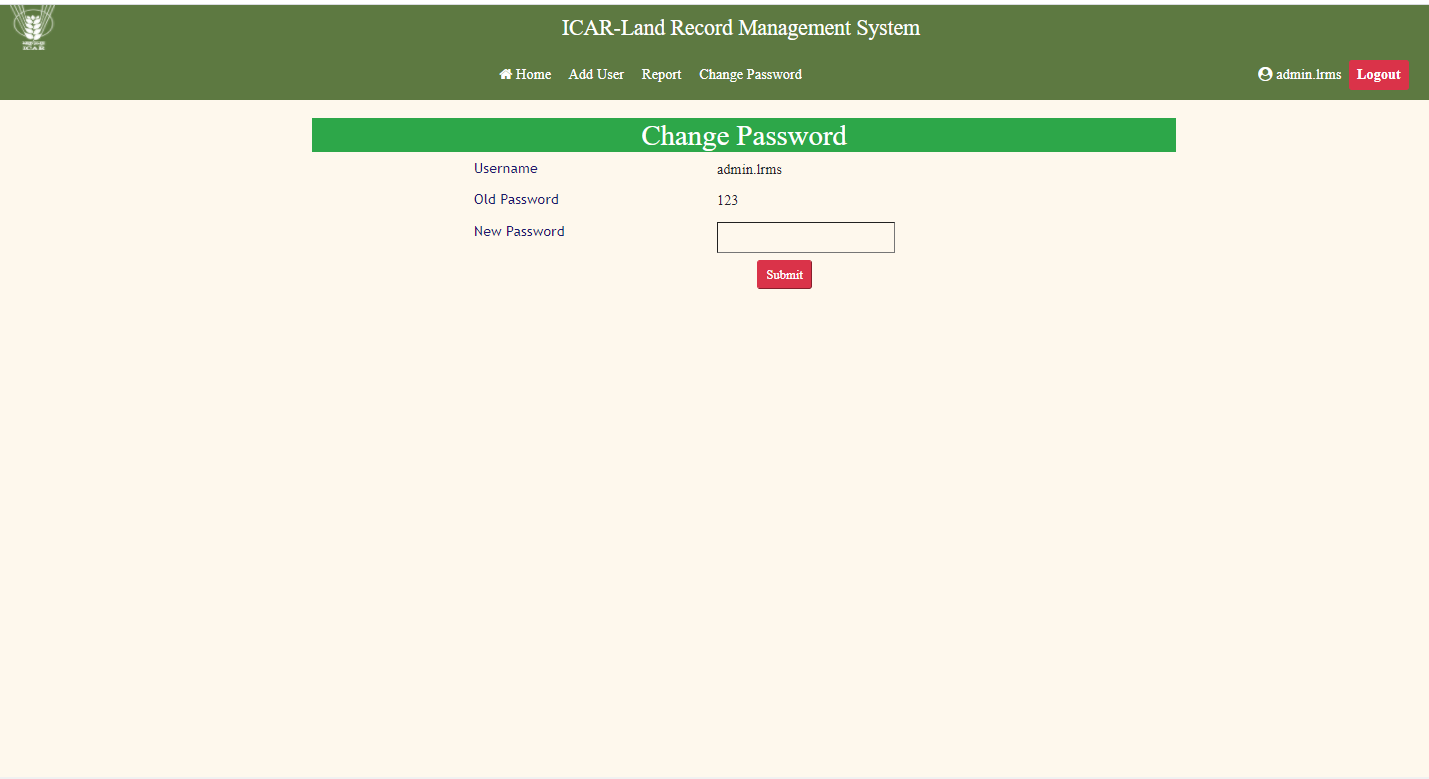 ICAR-Land Record Management System
Home Add User Report Change Password admin.lrms Logout
ICAR
Change Password
Username admin.lrms
Old Password 123
New Password
Submit